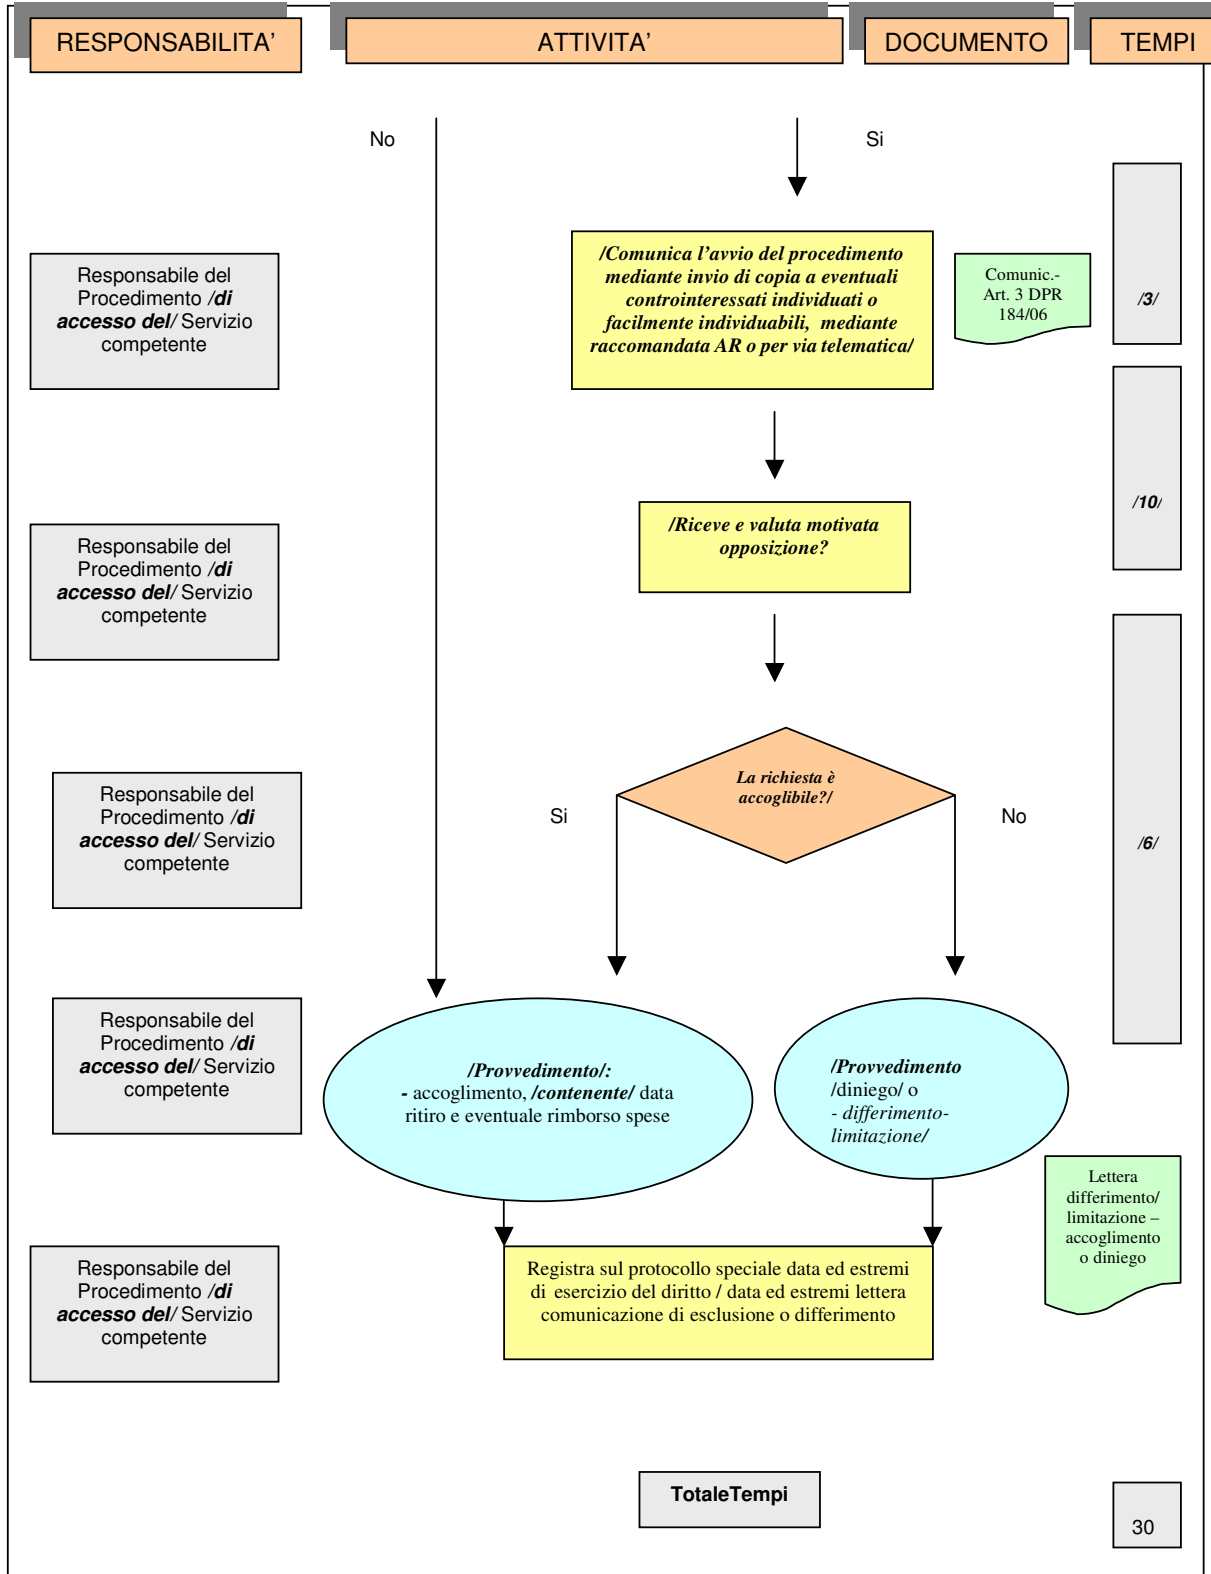 RESPONSABILITA’
ATTIVITA’
DOCUMENTO
TEMPI
No
Si
Responsabile del
Procedimento /di
accesso del/ Servizio
competente
/Comunica l’avvio del procedimento
mediante invio di copia a eventuali
controinteressati individuati o
facilmente individuabili, mediante
raccomandata AR o per via telematica/
Comunic.-
Art. 3 DPR
184/06
/3/
Responsabile del
Procedimento /di
accesso del/ Servizio
competente
/Riceve e valuta motivata
opposizione?
/10/
Responsabile del
Procedimento /di
accesso del/ Servizio
competente
La richiesta è
accoglibile?/
Si
No
/6/
Responsabile del
Procedimento /di
accesso del/ Servizio
competente
/Provvedimento/:
- accoglimento, /contenente/ data
ritiro e eventuale rimborso spese
/Provvedimento
/diniego/ o
- differimento-
limitazione/
Lettera
differimento/
limitazione –
accoglimento
o diniego
Responsabile del
Procedimento /di
accesso del/ Servizio
competente
Registra sul protocollo speciale data ed estremi
di esercizio del diritto / data ed estremi lettera
comunicazione di esclusione o differimento
TotaleTempi
30